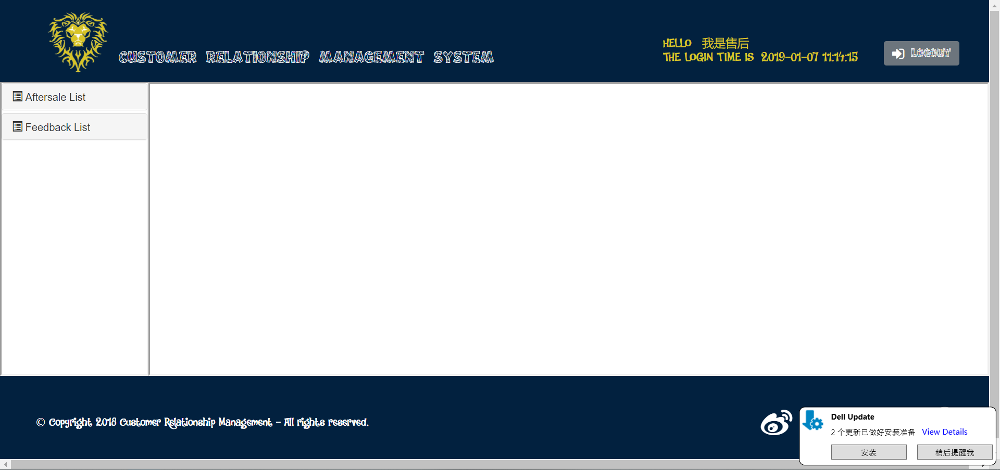 CUSTOMER RELATIONSHIP MANAGEMENT SYSTEM
HELLO 我是售后
THE LOGIN TIME IS 2019-01-07 11:14:15
LOGOUT
Aftersale List
Feedback List
© Copyright 2018 Customer Relationship Management - All rights reserved.
Dell Update
2 个更新已做好安装准备 View Details
安装 稍后提醒我